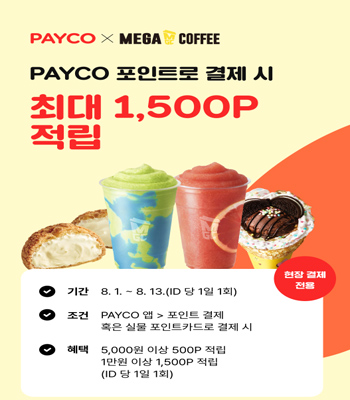 PAYCO × MEGA COFFEE
PAYCO 포인트로 결제 시
최대 1,500P
적립
현장 결제
전용
기간 8. 1. ~ 8. 13.(ID 당 1일 1회)
조건 PAYCO 앱 > 포인트 결제
혹은 실물 포인트카드로 결제 시
혜택 5,000원 이상 500P 적립
1만원 이상 1,500P 적립
(ID 당 1일 1회)